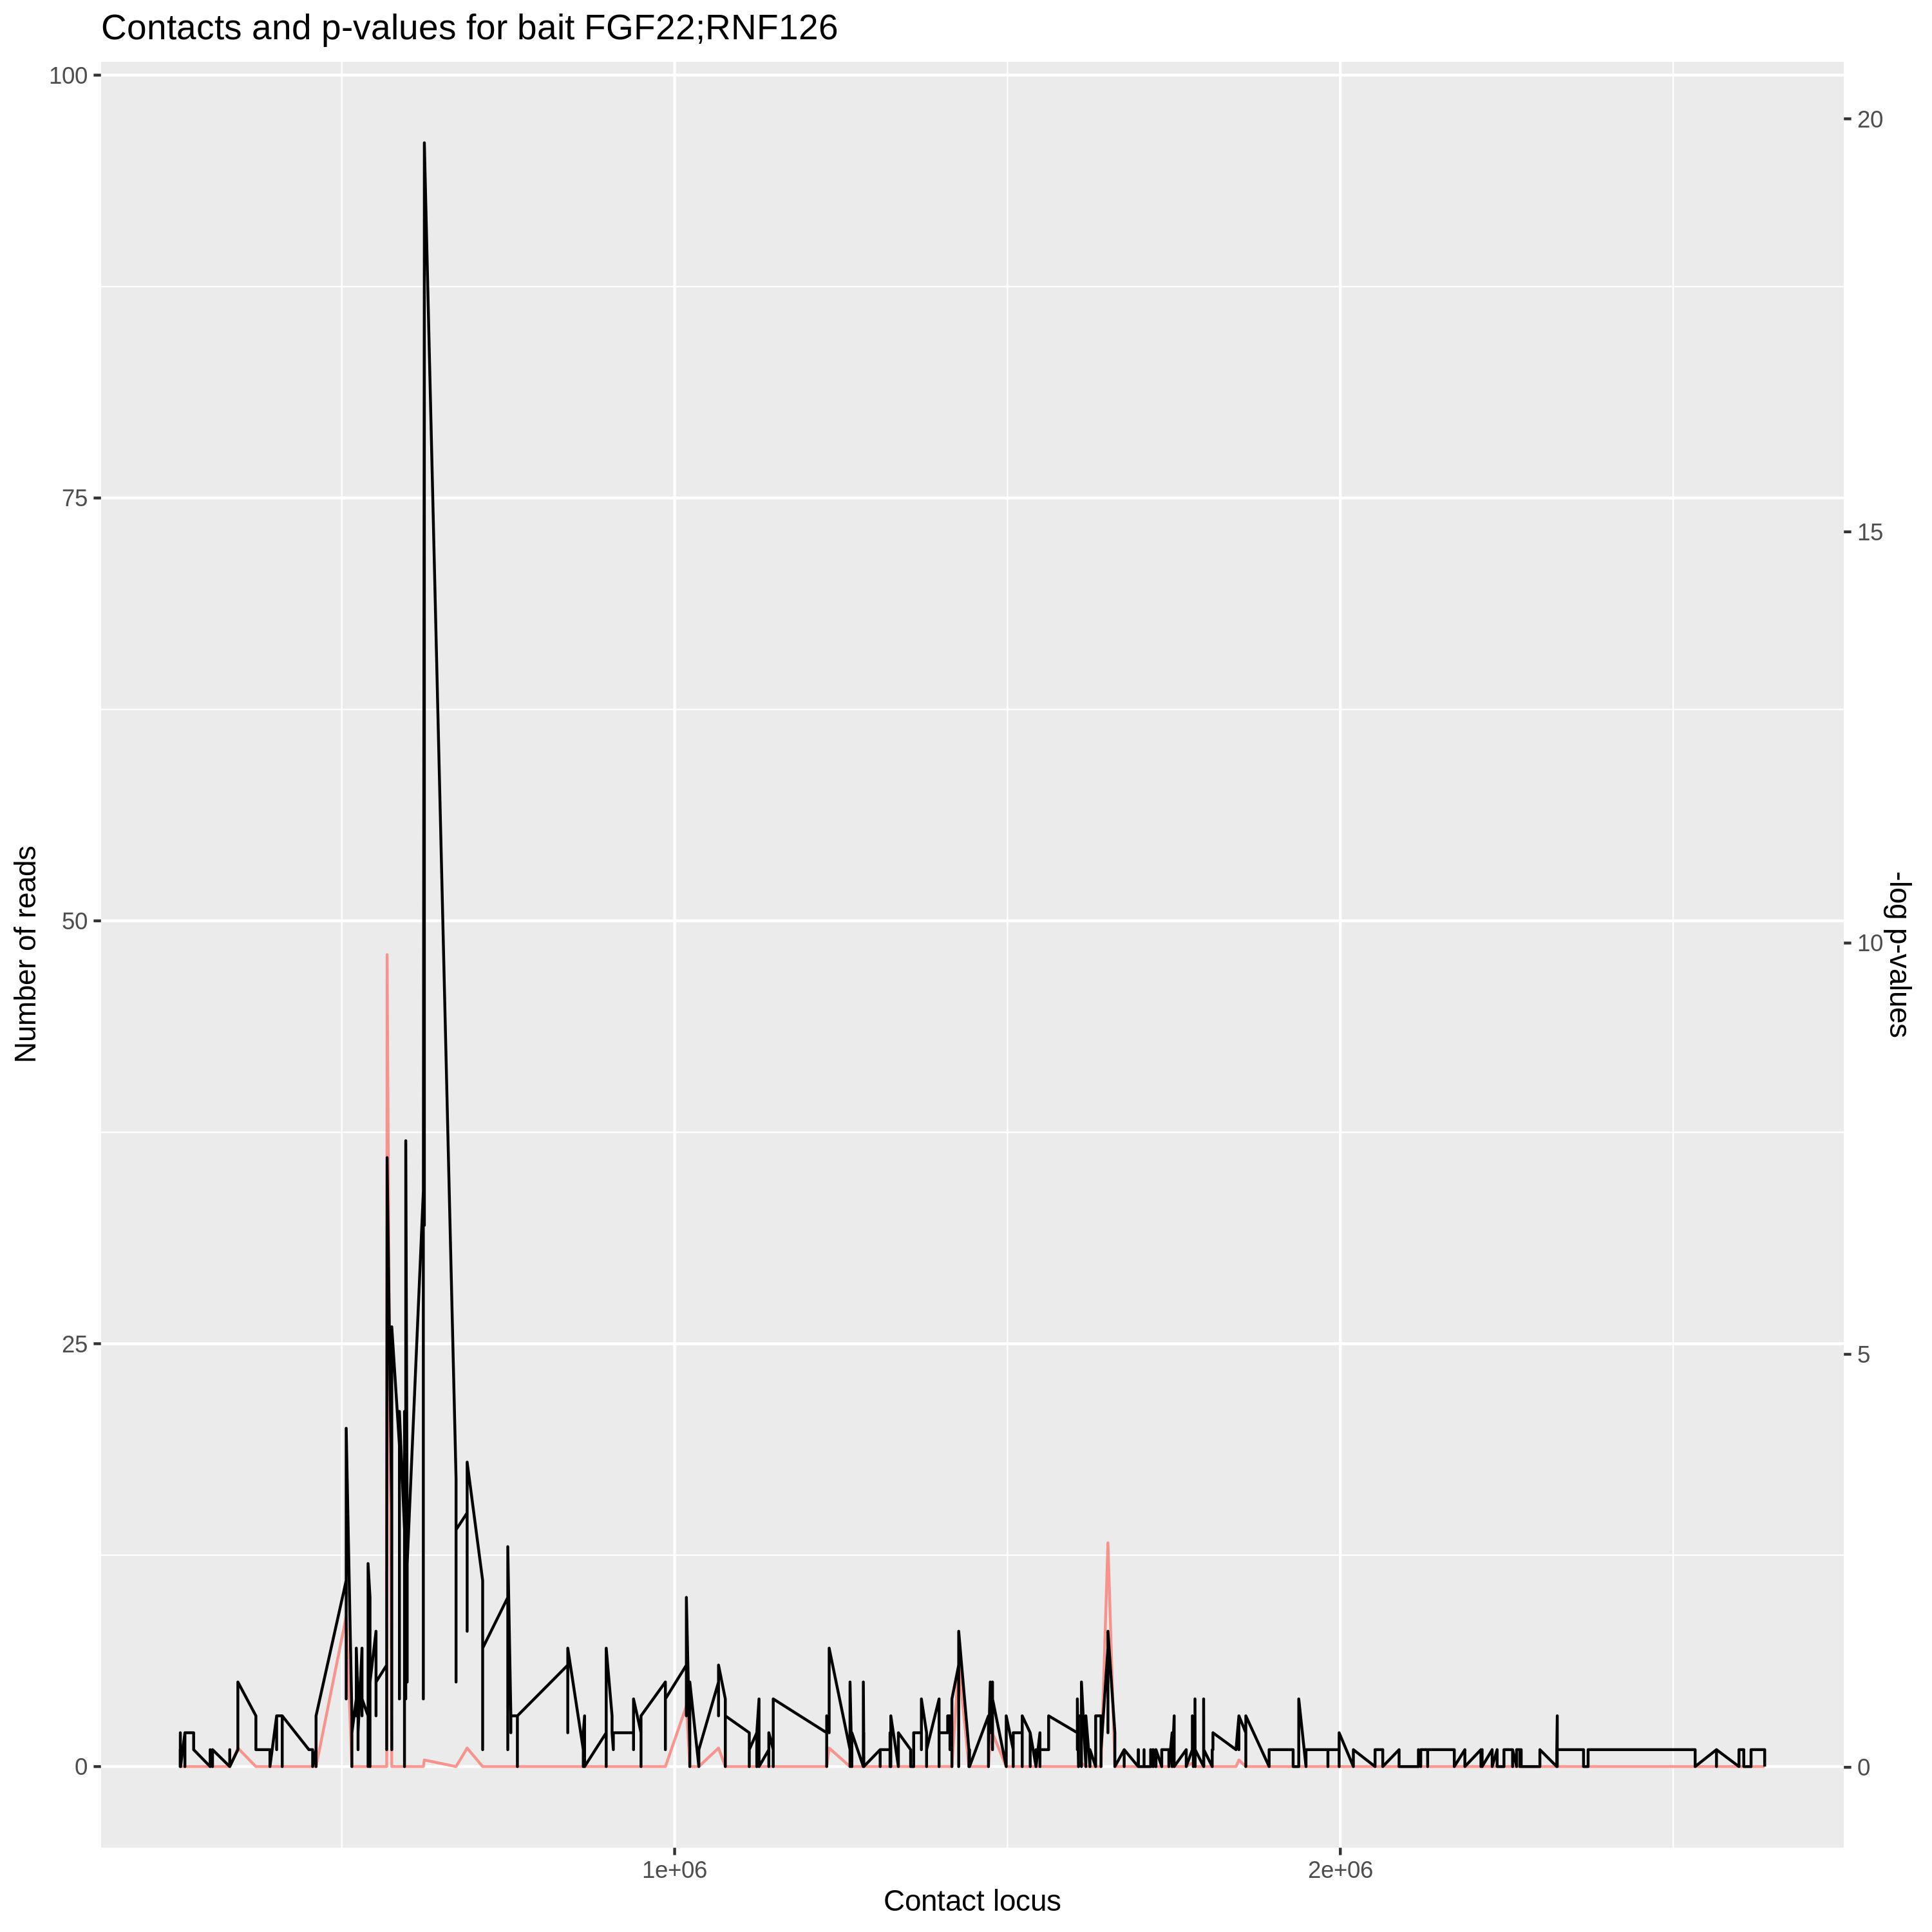 Contacts and p-values for bait FGF22;RNF126
100
75
50
25
0
Number of reads
20
15
10
5
0
-log p-values
1e+06
2e+06
Contact locus